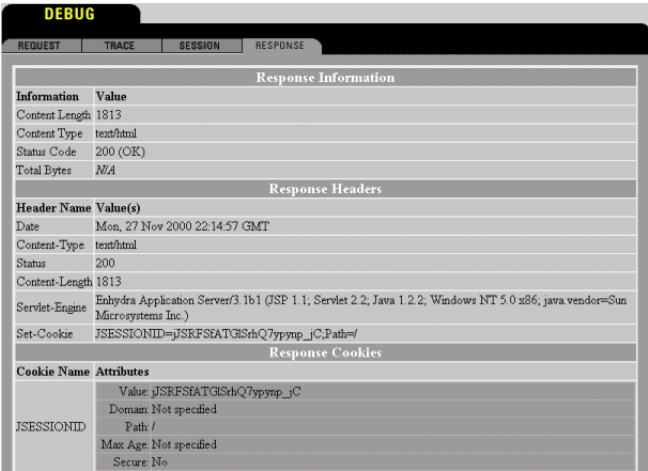 DEBUG
REQUEST TRACE SESSION RESPONSE
Response Information
Information Value
Content Length 1813
Content Type text/html
Status Code 200 (OK)
Total Bytes N/A
Response Headers
Header Name Value(s)
Date Mon, 27 Nov 2000 22:14:57 GMT
Content-Type text/html
Status 200
Content-Length 1813
Servlet-Engine Enhydra Application Server/3.1b1 (JSP 1.1; Servlet 2.2; Java 1.2.2; Windows NT 5.0 x86; java.vendor=Sun
Microsystems Inc.)
Set-Cookie JSESSIONID=jJSRFSfATGlSrhQ7ypynp_jC;Path=/
Response Cookies
Cookie Name Attributes
JSESSIONID
Value: jJSRFSfATGlSrhQ7ypynp_jC
Domain: Not specified
Path: /
Max Age: Not specified
Secure: No